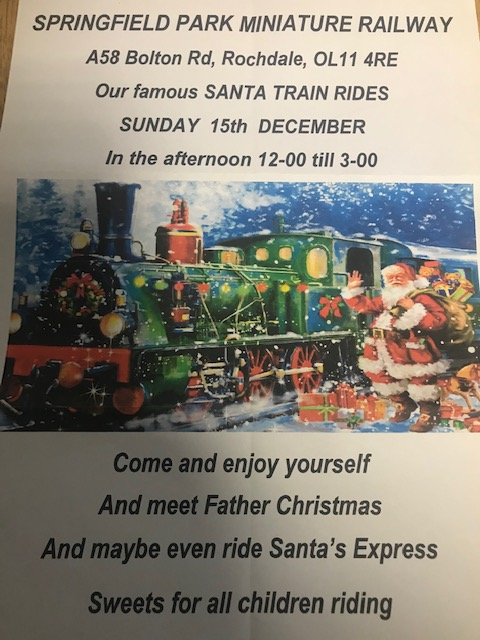 SPRINGFIELD PARK MINIATURE RAILWAY
A58 Bolton Rd, Rochdale, OL11 4RE
Our famous SANTA TRAIN RIDES
SUNDAY 15th DECEMBER
In the afternoon 12-00 till 3-00
Come and enjoy yourself
And meet Father Christmas
And maybe even ride Santa's Express
Sweets for all children riding